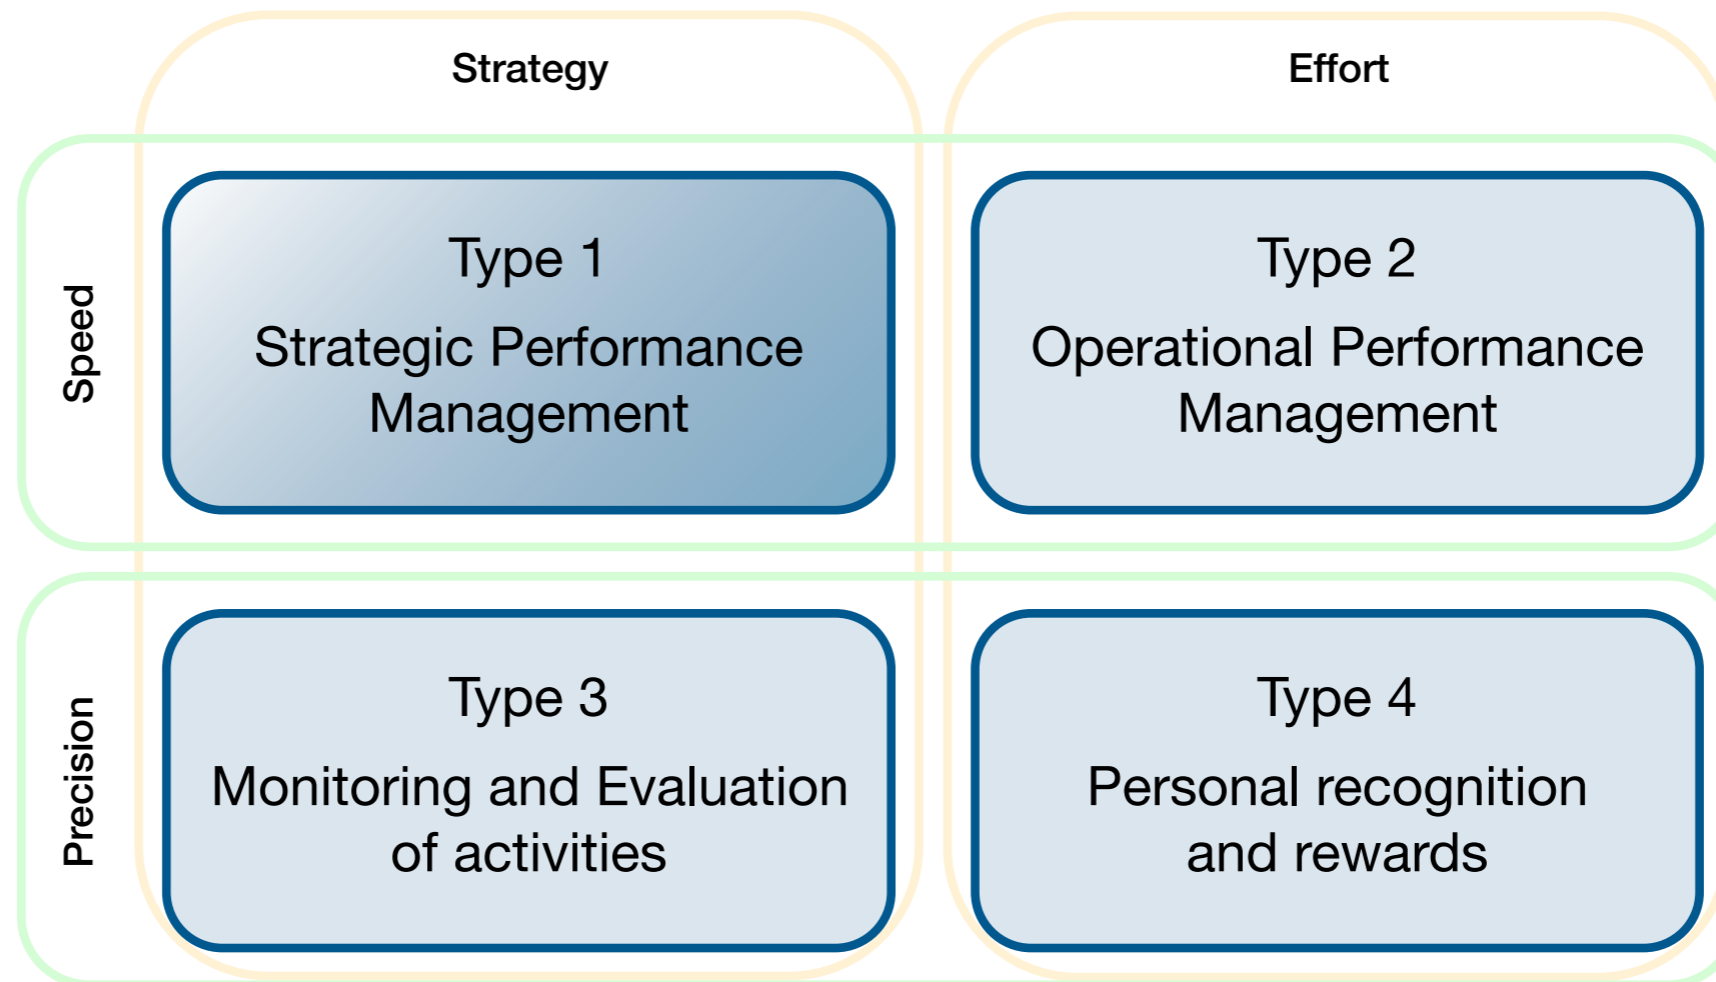 Strategy
Effort
Speed
Type 1
Strategic Performance
Management
Type 2
Operational Performance
Management
Precision
Type 3
Monitoring and Evaluation
of activities
Type 4
Personal recognition
and rewards